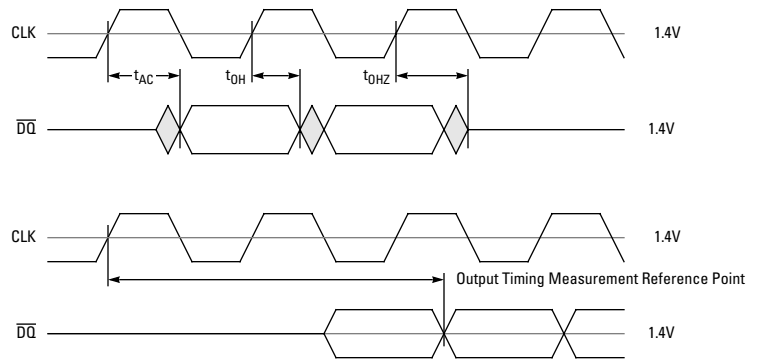 CLK 1.4V
tAC tOH tOHZ
DQ 1.4V
CLK 1.4V
Output Timing Measurement Reference Point
DQ 1.4V